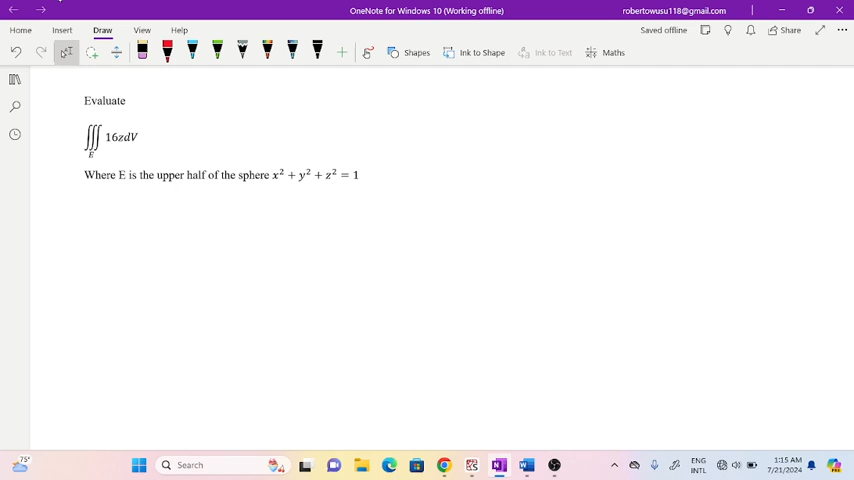 OneNote for Windows 10 (Working offline)
robertowusu118@gmail.com
Home Insert Draw View Help
Saved offline
Share
Shapes
Ink to Shape
Ink to Text
Maths
Evaluate
∭ 16zdV
E
Where E is the upper half of the sphere x² + y² + z² = 1
75°
Search
ENG
INTL
1:15 AM
7/21/2024